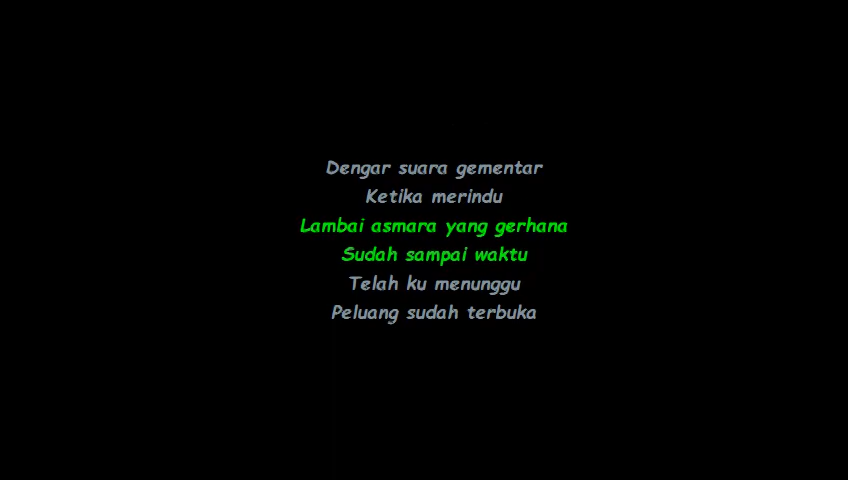 Dengar suara gementar
Ketika merindu
Lambai asmara yang gerhana
Sudah sampai waktu
Telah ku menunggu
Peluang sudah terbuka